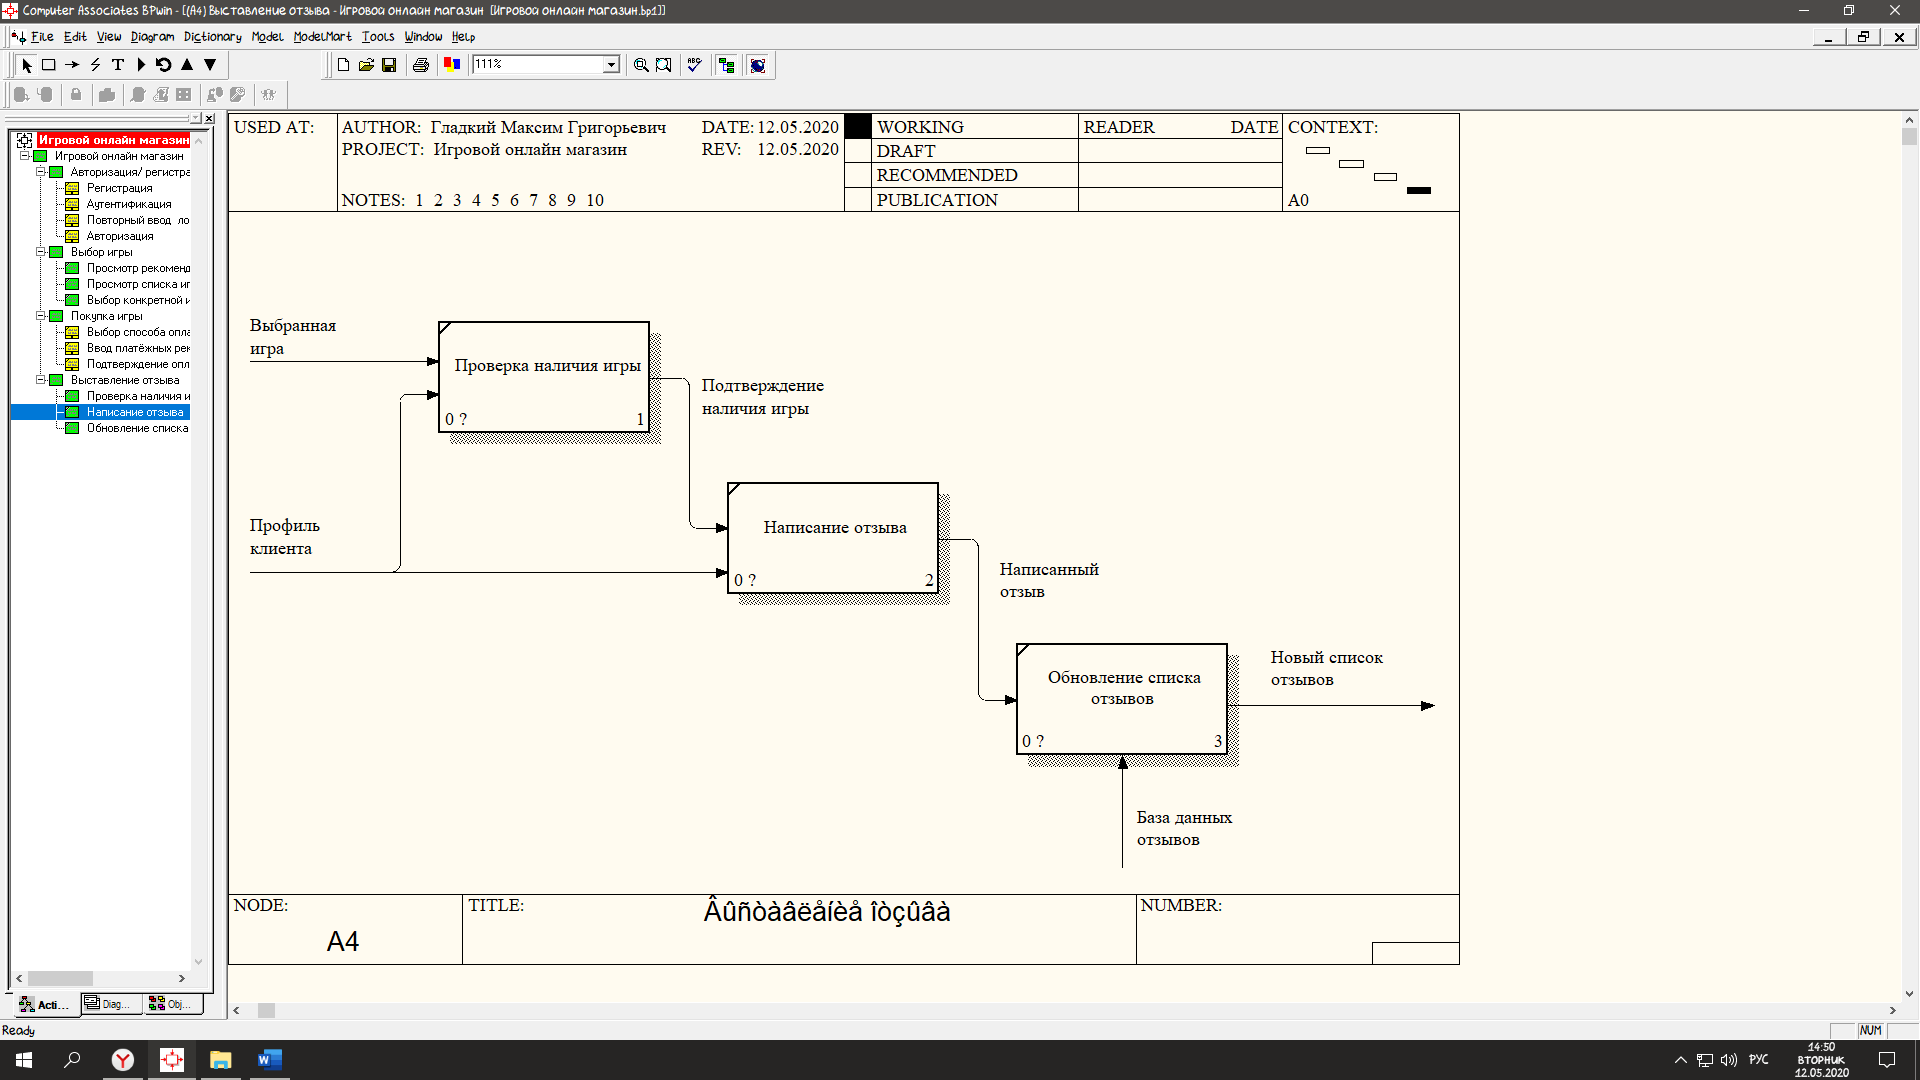 Computer Associates BPwin - [(A4) Выставление отзыва - Игровой онлайн магазин  [Игровой онлайн магазин.bp1]]
File Edit View Diagram Dictionary Model ModelMart Tools Window Help
111%
Игровой онлайн магазин
Игровой онлайн магазин
Авторизация/ регистра
Регистрация
Аутентификация
Повторный ввод ло
Авторизация
Выбор игры
Просмотр рекоменд
Просмотр списка иг
Выбор конкретной и
Покупка игры
Выбор способа опла
Ввод платёжных рек
Подтверждение опл
Выставление отзыва
Проверка наличия и
Написание отзыва
Обновление списка
Acti... Diag... Obj...
USED AT:
AUTHOR: Гладкий Максим Григорьевич
DATE: 12.05.2020
PROJECT: Игровой онлайн магазин
REV: 12.05.2020
NOTES: 1 2 3 4 5 6 7 8 9 10
WORKING
DRAFT
RECOMMENDED
PUBLICATION
READER DATE
CONTEXT:
A0
Выбранная
игра
Проверка наличия игры
0 ? 1
Подтверждение
наличия игры
Профиль
клиента
Написание отзыва
0 ? 2
Написанный
отзыв
Обновление списка
отзывов
0 ? 3
Новый список
отзывов
База данных
отзывов
NODE:
A4
TITLE:
Âûñòàâëåíèå îòçûâà
NUMBER:
Ready
NUM
РУС
14:50
ВТОРНИК
12.05.2020